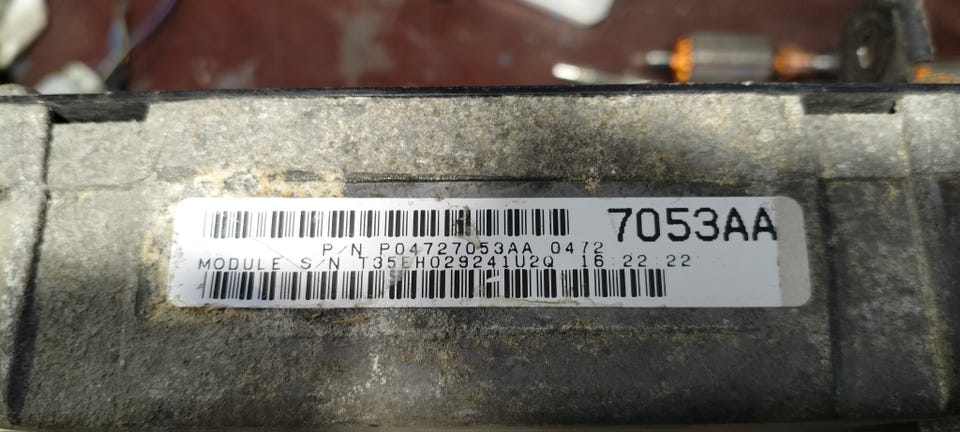 7053AA
P/N P04727053AA 0472
MODULE S/N T35EH029241U2Q 16 22 22